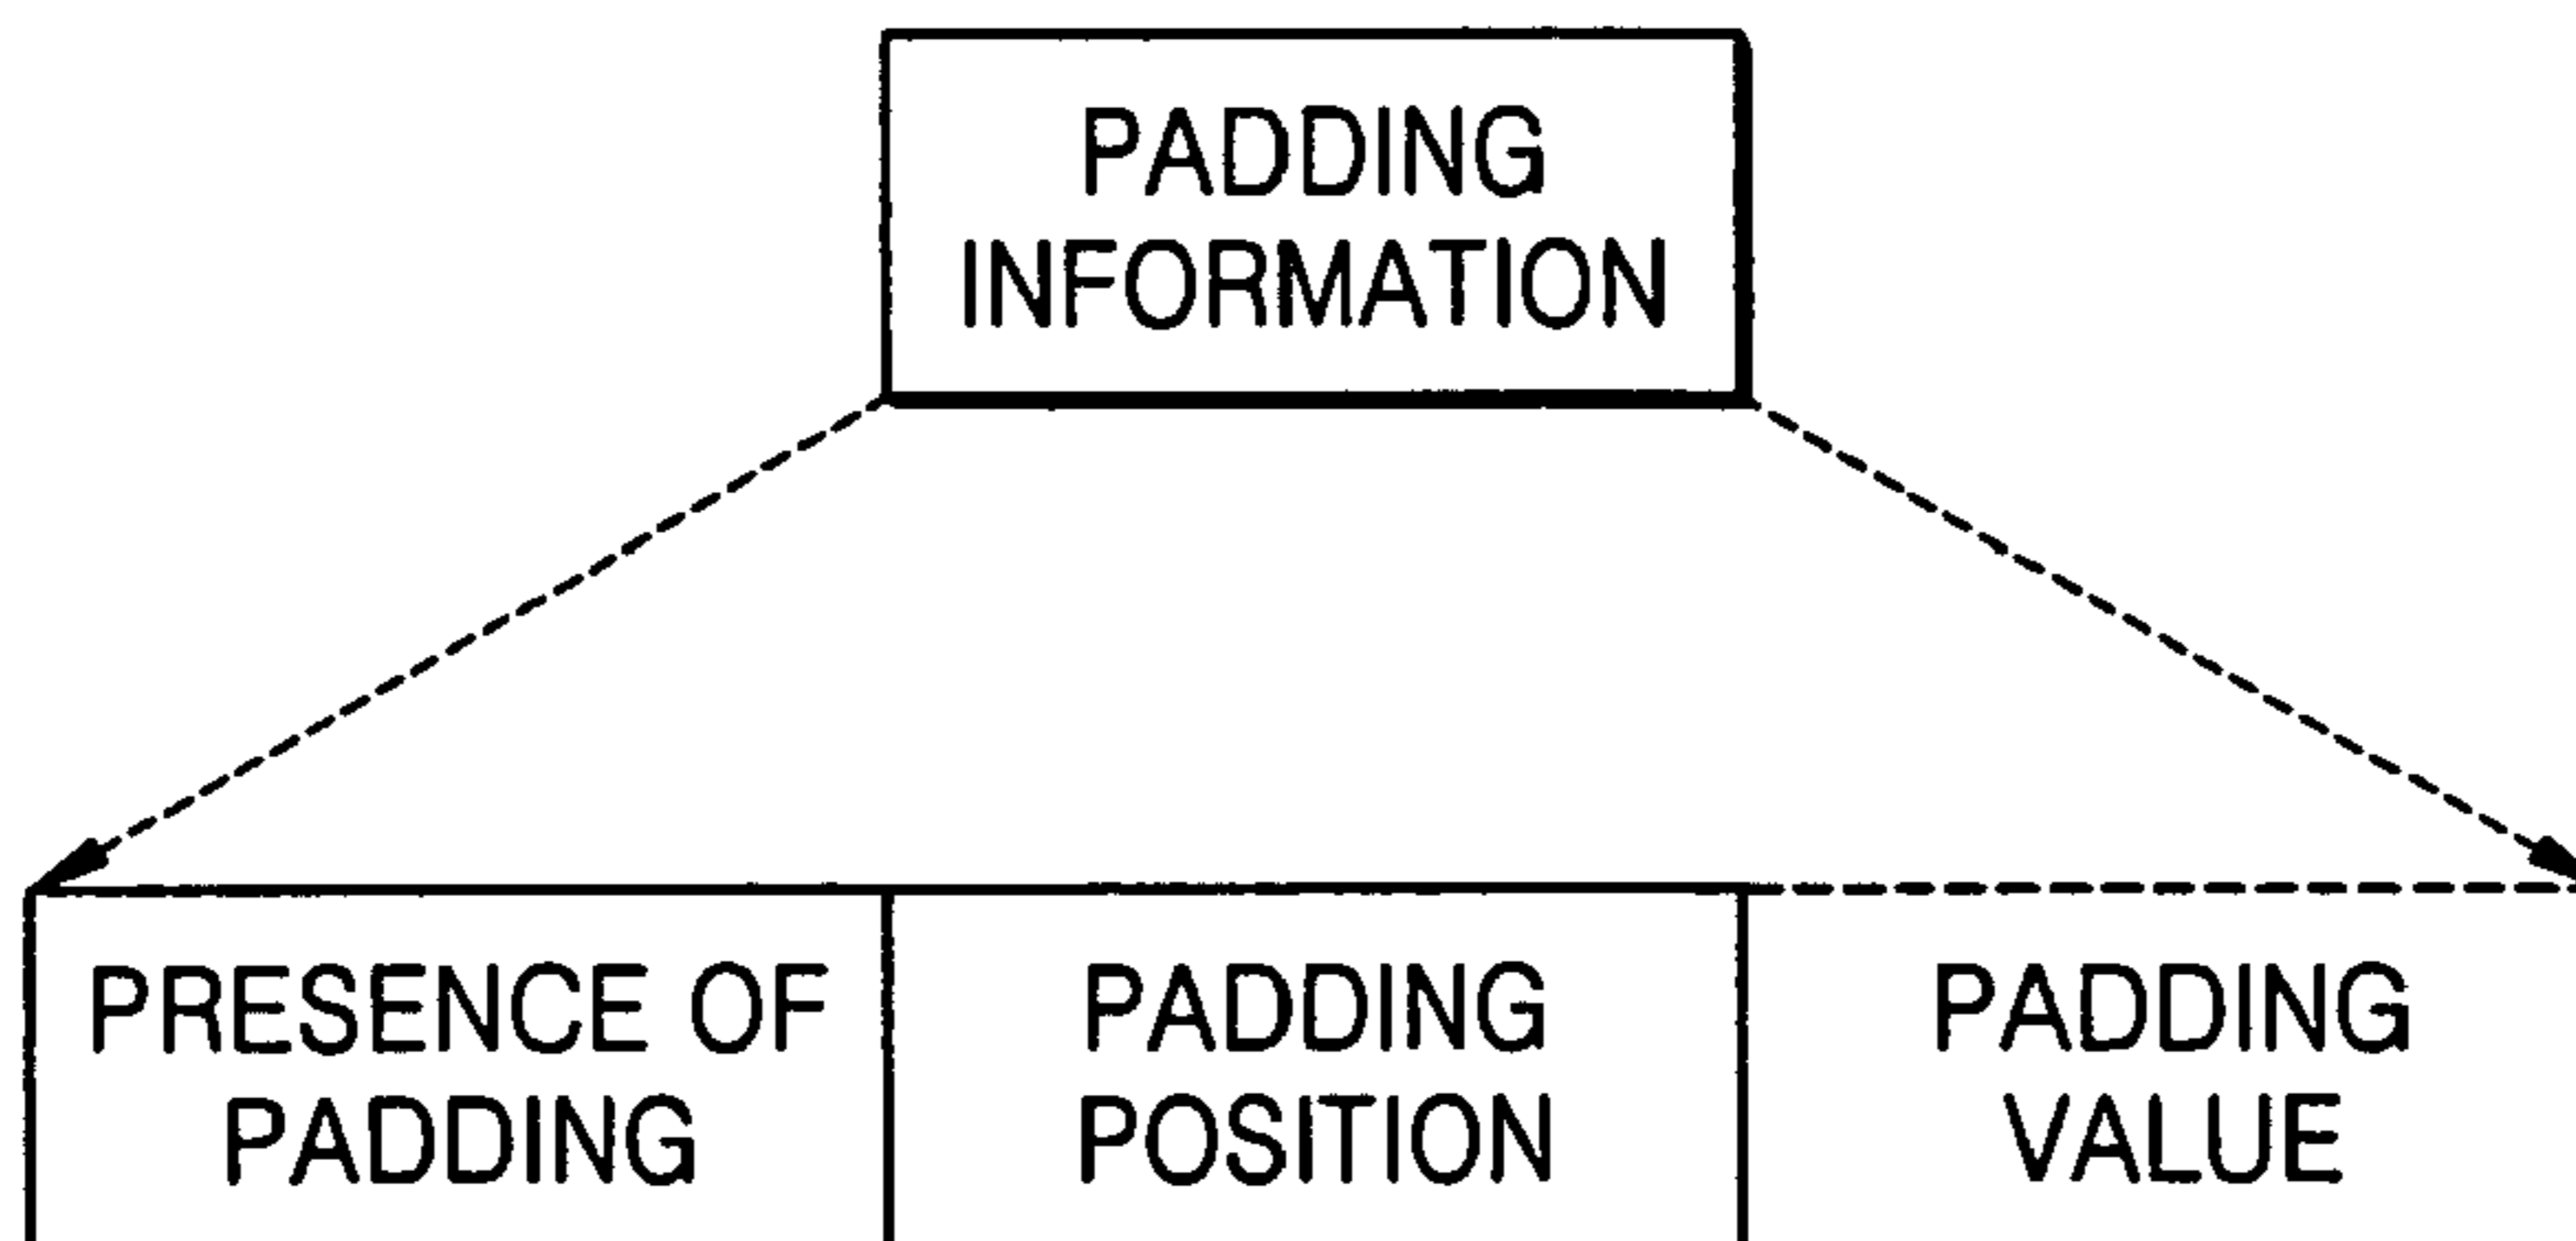 PADDING
INFORMATION
PRESENCE OF
PADDING
PADDING
POSITION
PADDING
VALUE